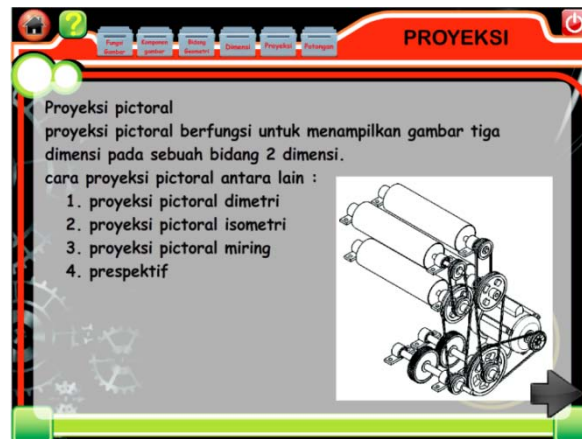 ?
Fungsi
Gambar
Komponen
gambar
Bidang
Geometri
Dimensi
Proyeksi
Potongan
PROYEKSI
Proyeksi pictoral
proyeksi pictoral berfungsi untuk menampilkan gambar tiga
dimensi pada sebuah bidang 2 dimensi.
cara proyeksi pictoral antara lain :
1. proyeksi pictoral dimetri
2. proyeksi pictoral isometri
3. proyeksi pictoral miring
4. prespektif